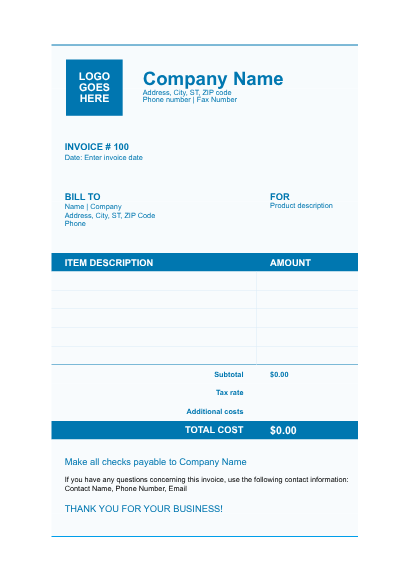 LOGO
GOES
HERE
Company Name
Address, City, ST, ZIP code
Phone number | Fax Number
INVOICE # 100
Date: Enter invoice date
BILL TO
Name | Company
Address, City, ST, ZIP Code
Phone
FOR
Product description
ITEM DESCRIPTION AMOUNT
Subtotal $0.00
Tax rate
Additional costs
TOTAL COST $0.00
Make all checks payable to Company Name
If you have any questions concerning this invoice, use the following contact information:
Contact Name, Phone Number, Email
THANK YOU FOR YOUR BUSINESS!